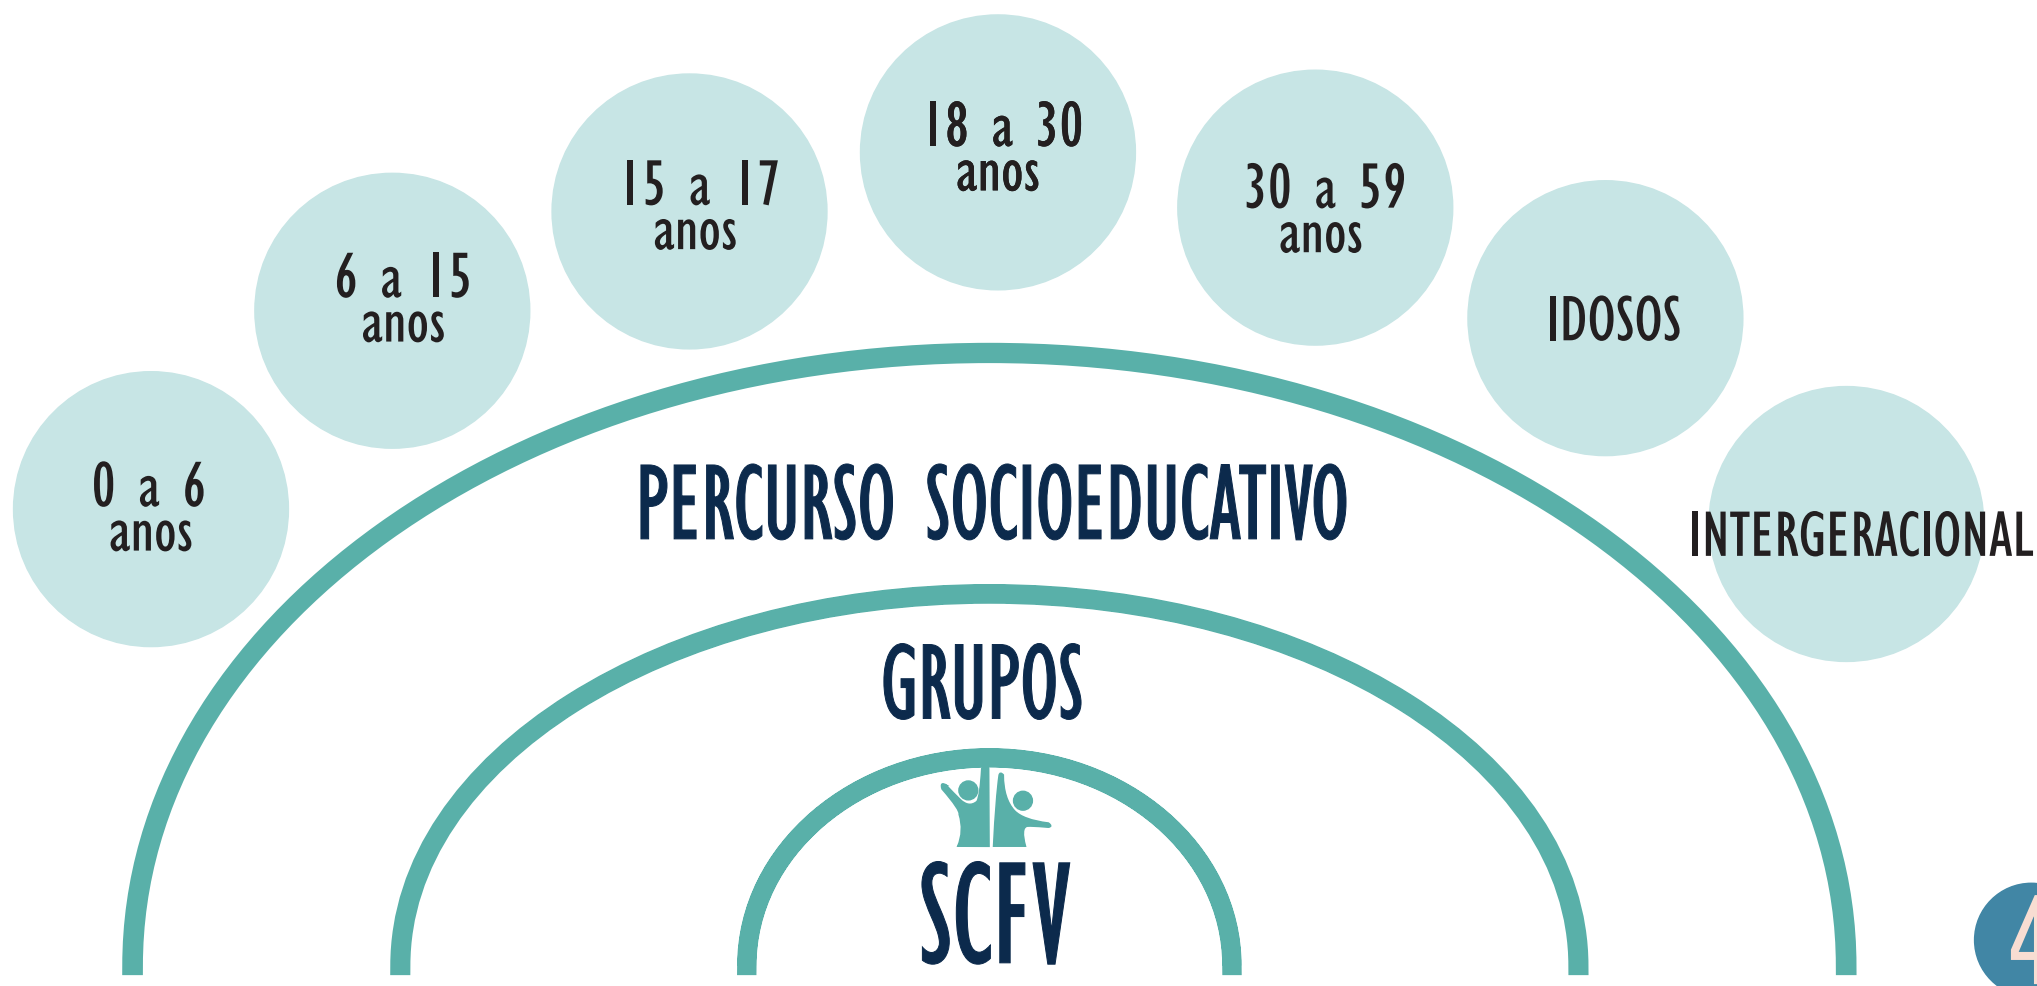 0 a 6
anos
6 a 15
anos
15 a 17
anos
18 a 30
anos
30 a 59
anos
IDOSOS
INTERGERACIONAL
PERCURSO SOCIOEDUCATIVO
GRUPOS
SCFV
4